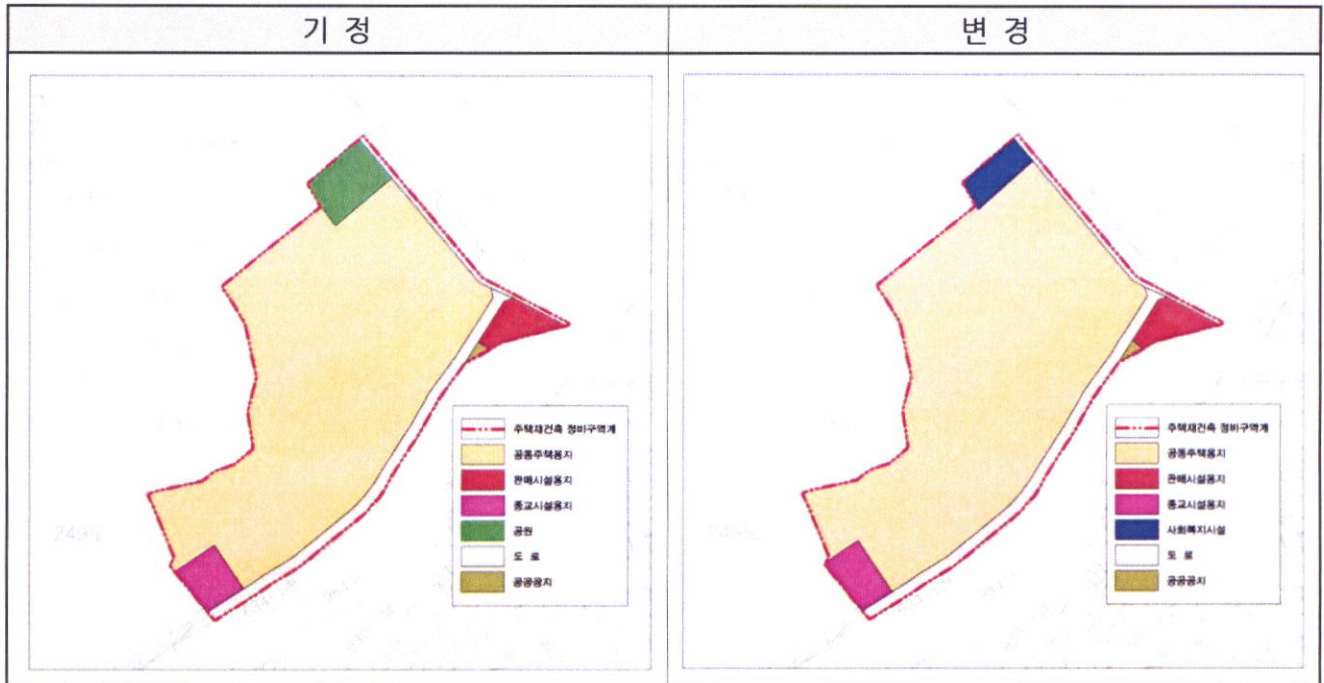 기 정
변 경
주택재건축 정비구역계
공동주택용지
판매시설용지
종교시설용지
공원
도 로
공공공지
주택재건축 정비구역계
공동주택용지
판매시설용지
종교시설용지
사회복지시설
도 로
공공공지
2495